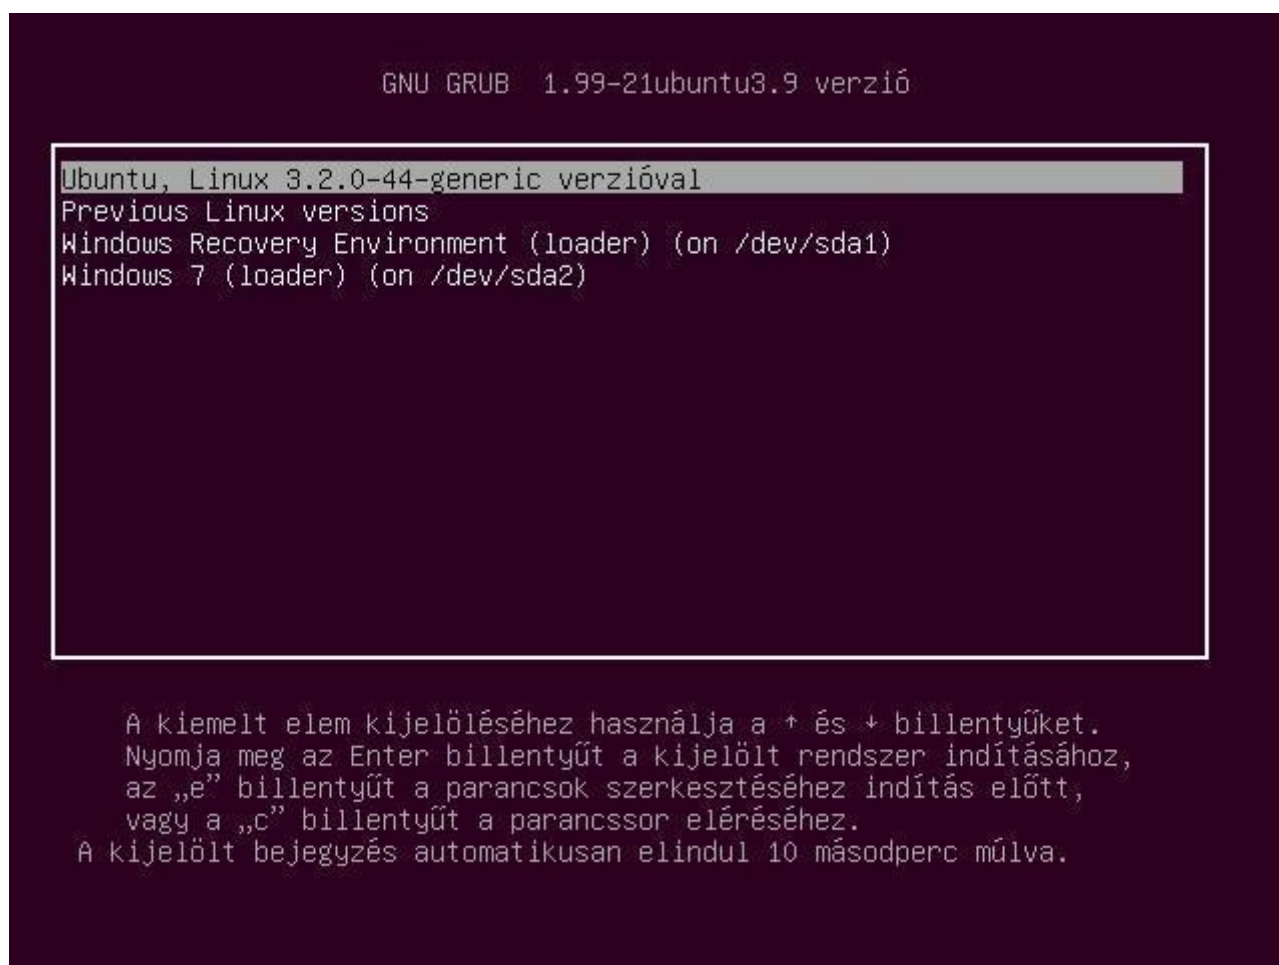 GNU GRUB  1.99-21ubuntu3.9 verzió
Ubuntu, Linux 3.2.0-44-generic verzióval
Previous Linux versions
Windows Recovery Environment (loader) (on /dev/sda1)
Windows 7 (loader) (on /dev/sda2)
A kiemelt elem kijelöléséhez használja a ↑ és ↓ billentyűket.
Nyomja meg az Enter billentyűt a kijelölt rendszer indításához,
az „e” billentyűt a parancsok szerkesztéséhez indítás előtt,
vagy a „c” billentyűt a parancssor eléréséhez.
A kijelölt bejegyzés automatikusan elindul 10 másodperc múlva.